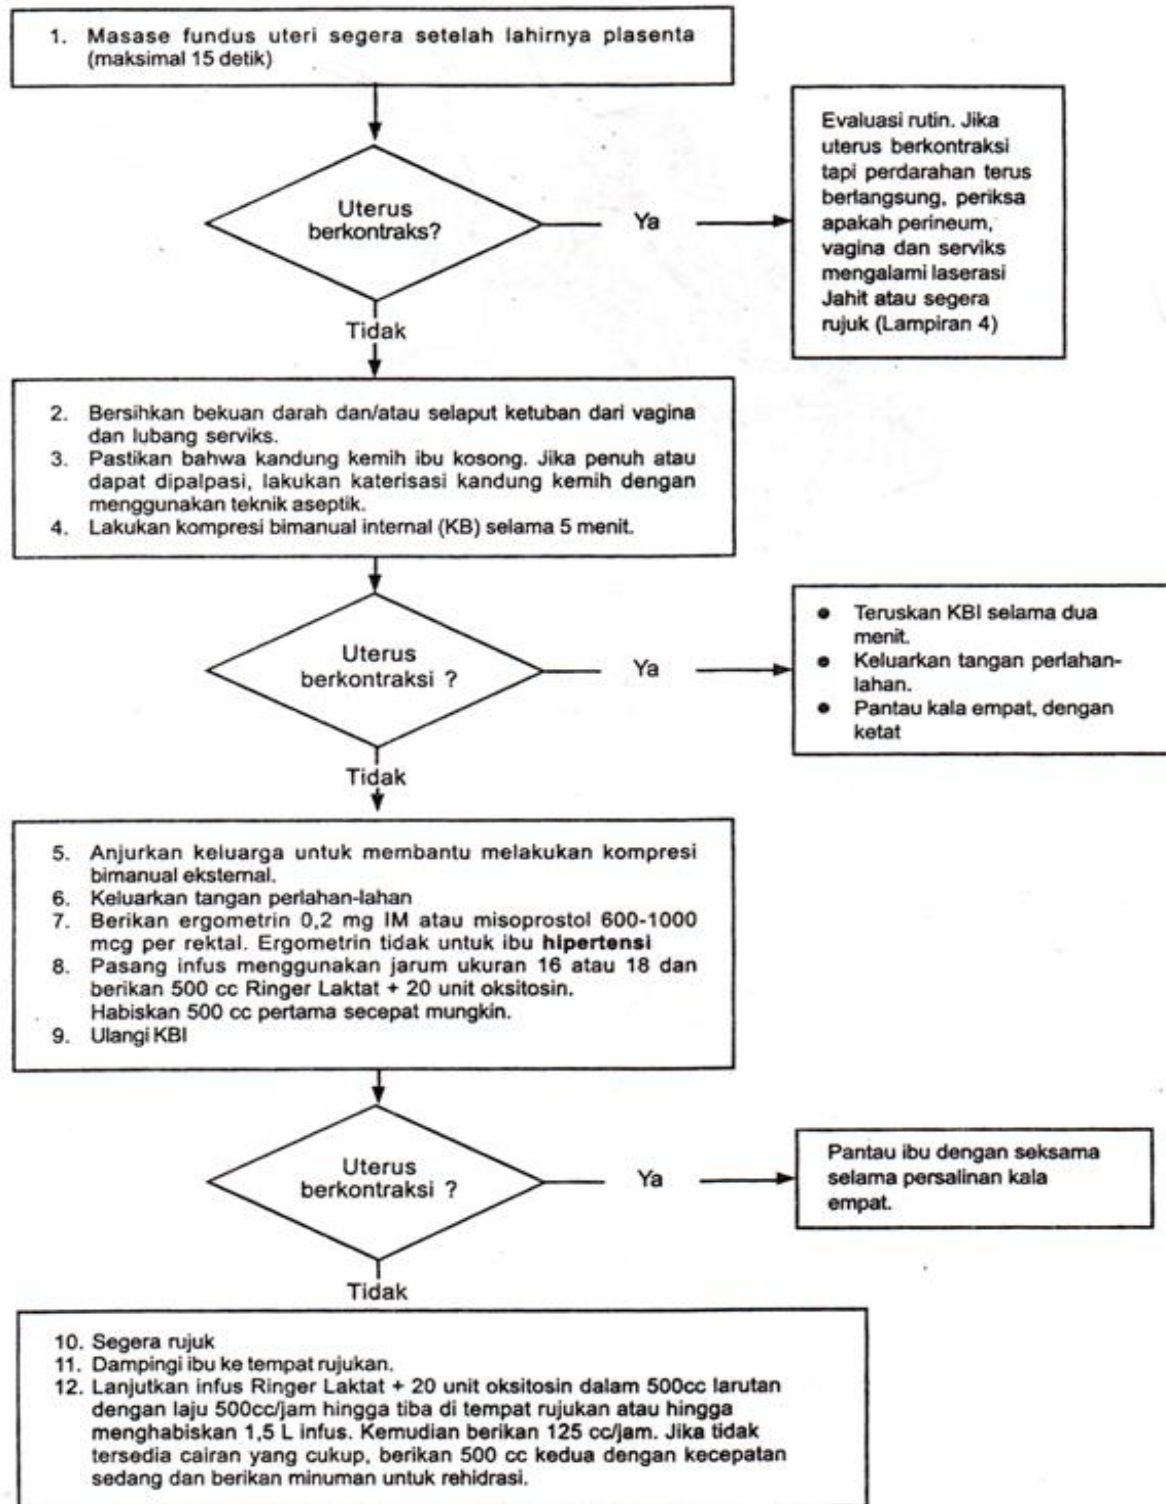 1. Masase fundus uteri segera setelah lahirnya plasenta
(maksimal 15 detik)
Uterus
berkontraks?
Ya
Evaluasi rutin. Jika
uterus berkontraksi
tapi perdarahan terus
berlangsung, periksa
apakah perineum,
vagina dan serviks
mengalami laserasi
Jahit atau segera
rujuk (Lampiran 4)
Tidak
2. Bersihkan bekuan darah dan/atau selaput ketuban dari vagina
dan lubang serviks.
3. Pastikan bahwa kandung kemih ibu kosong. Jika penuh atau
dapat dipalpasi, lakukan katerisasi kandung kemih dengan
menggunakan teknik aseptik.
4. Lakukan kompresi bimanual internal (KB) selama 5 menit.
Uterus
berkontraksi ?
Ya
● Teruskan KBI selama dua
menit.
● Keluarkan tangan perlahan-
lahan.
● Pantau kala empat, dengan
ketat
Tidak
5. Anjurkan keluarga untuk membantu melakukan kompresi
bimanual eksternal.
6. Keluarkan tangan perlahan-lahan
7. Berikan ergometrin 0,2 mg IM atau misoprostol 600-1000
mcg per rektal. Ergometrin tidak untuk ibu hipertensi
8. Pasang infus menggunakan jarum ukuran 16 atau 18 dan
berikan 500 cc Ringer Laktat + 20 unit oksitosin.
Habiskan 500 cc pertama secepat mungkin.
9. Ulangi KBI
Uterus
berkontraksi ?
Ya
Pantau ibu dengan seksama
selama persalinan kala
empat.
Tidak
10. Segera rujuk
11. Dampingi ibu ke tempat rujukan.
12. Lanjutkan infus Ringer Laktat + 20 unit oksitosin dalam 500cc larutan
dengan laju 500cc/jam hingga tiba di tempat rujukan atau hingga
menghabiskan 1,5 L infus. Kemudian berikan 125 cc/jam. Jika tidak
tersedia cairan yang cukup, berikan 500 cc kedua dengan kecepatan
sedang dan berikan minuman untuk rehidrasi.